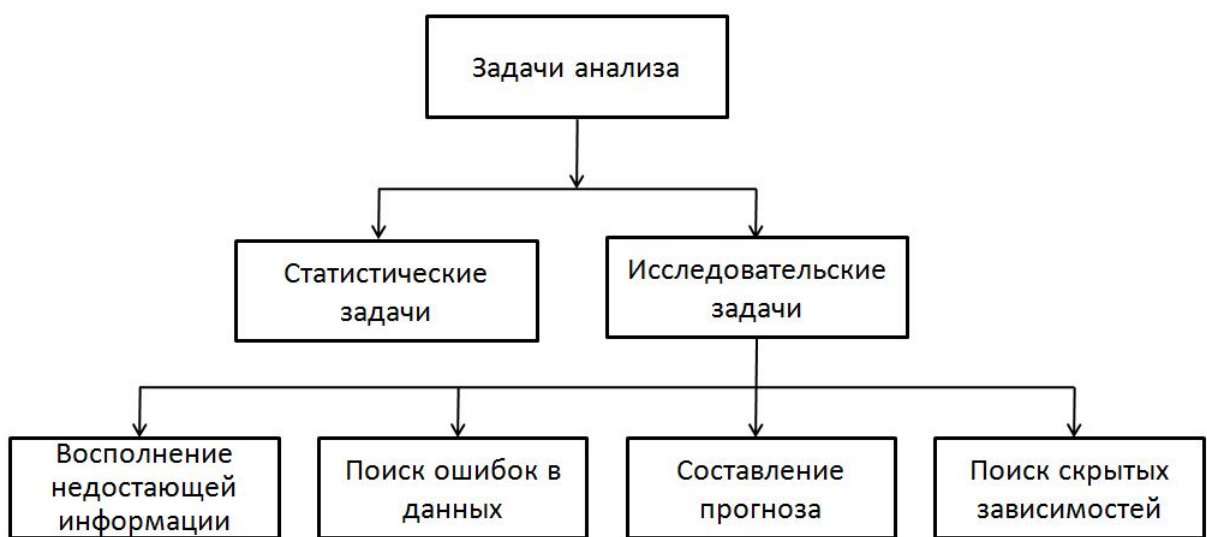 Задачи анализа
Статистические
задачи
Исследовательские
задачи
Восполнение
недостающей
информации
Поиск ошибок в
данных
Составление
прогноза
Поиск скрытых
зависимостей